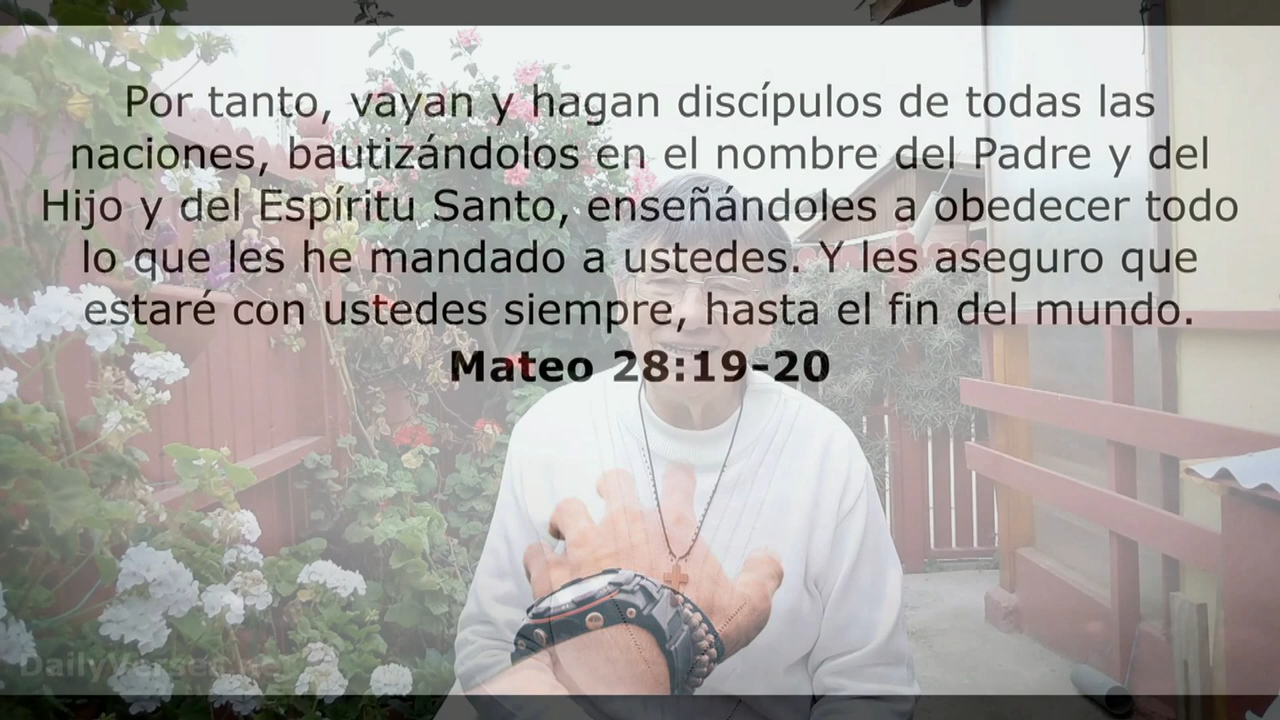 Por tanto, vayan y hagan discípulos de todas las
naciones, bautizándolos en el nombre del Padre y del
Hijo y del Espíritu Santo, enseñándoles a obedecer todo
lo que les he mandado a ustedes. Y les aseguro que
estaré con ustedes siempre, hasta el fin del mundo.
Mateo 28:19-20
DailyVerses.net